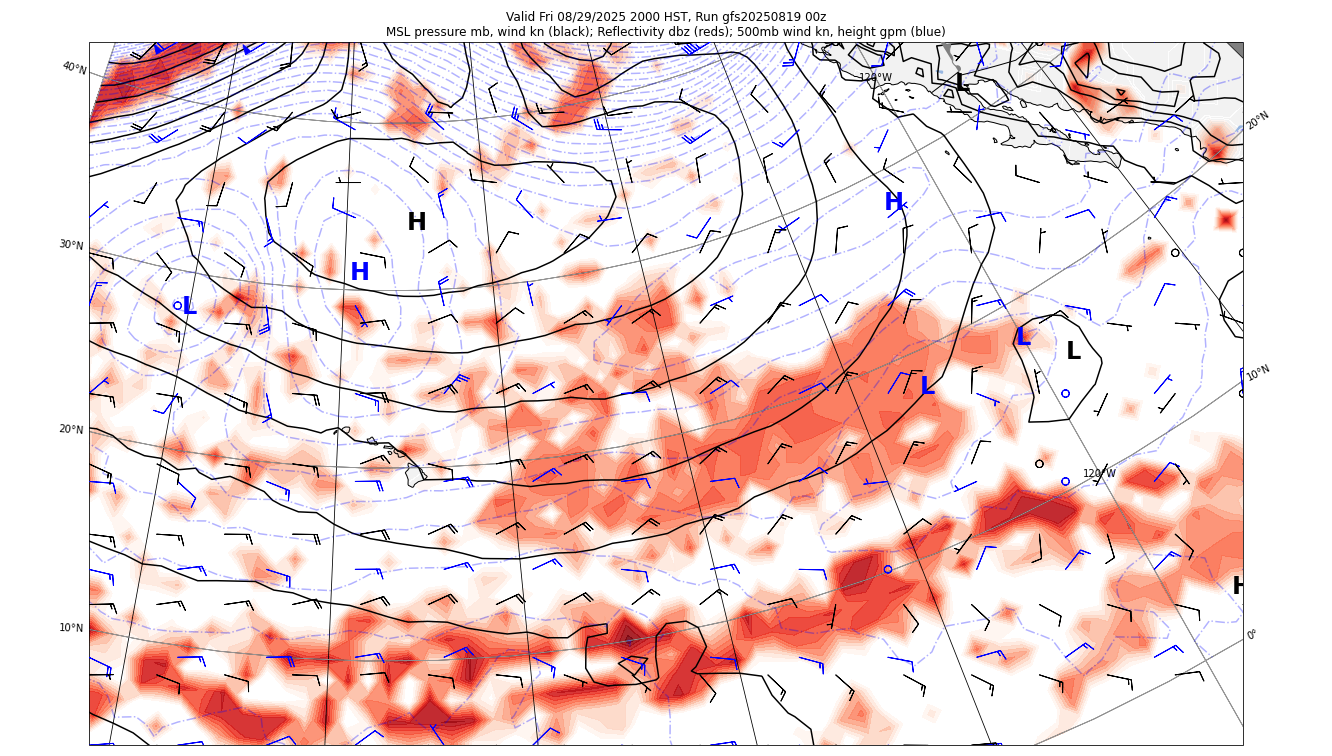 Valid Fri 08/29/2025 2000 HST, Run gfs20250819 00z
MSL pressure mb, wind kn (black); Reflectivity dbz (reds); 500mb wind kn, height gpm (blue)
40°N
120°W
L
20°N
H
H
30°N
H
L
L
L
10°N
L
20°N
120°W
H
10°N
0°